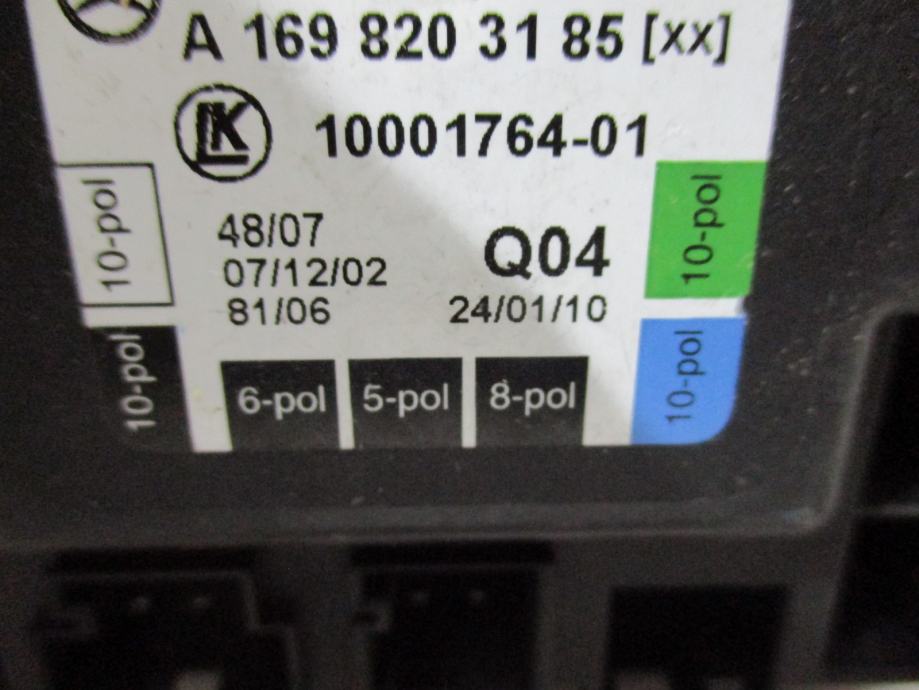 A 169 820 31 85 [xx]
LK 10001764-01
10-pol
10-pol
48/07
07/12/02
Q04
81/06
24/01/10
10-pol
6-pol
5-pol
8-pol
10-pol